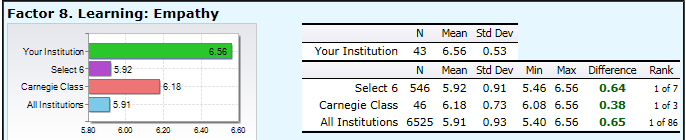 Factor 8. Learning: Empathy
Your Institution 6.56
Select 6 5.92
Carnegie Class 6.18
All Institutions 5.91
5.80 6.00 6.20 6.40 6.60
N Mean Std Dev
Your Institution 43 6.56 0.53
N Mean Std Dev Min Max Difference Rank
Select 6 546 5.92 0.91 5.46 6.56 0.64 1 of 7
Carnegie Class 46 6.18 0.73 6.08 6.56 0.38 1 of 3
All Institutions 6525 5.91 0.93 5.40 6.56 0.65 1 of 86